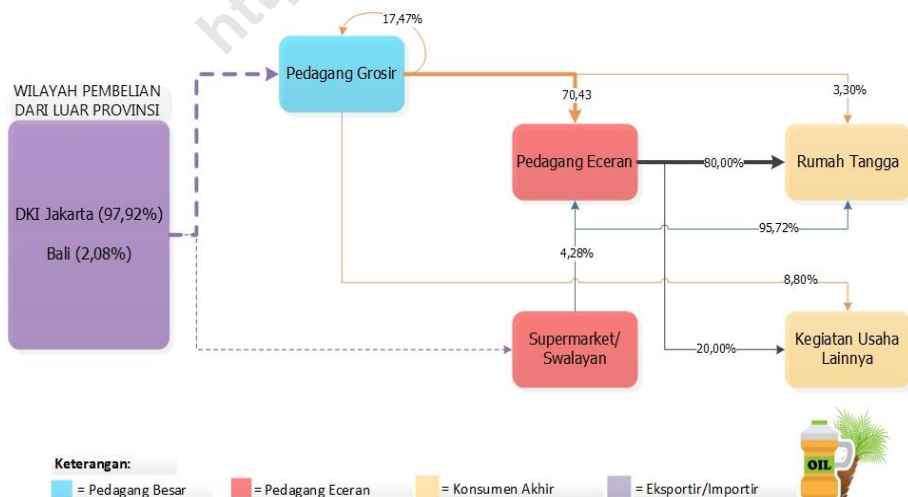 http
17,47%
Pedagang Grosir
WILAYAH PEMBELIAN
DARI LUAR PROVINSI
70,43
3,30%
Pedagang Eceran
80,00%
Rumah Tangga
DKI Jakarta (97,92%)
Bali (2,08%)
95,72%
4,28%
8,80%
Supermarket/
Swalayan
20,00%
Kegiatan Usaha
Lainnya
OIL
Keterangan:
= Pedagang Besar
= Pedagang Eceran
= Konsumen Akhir
= Eksportir/Importir